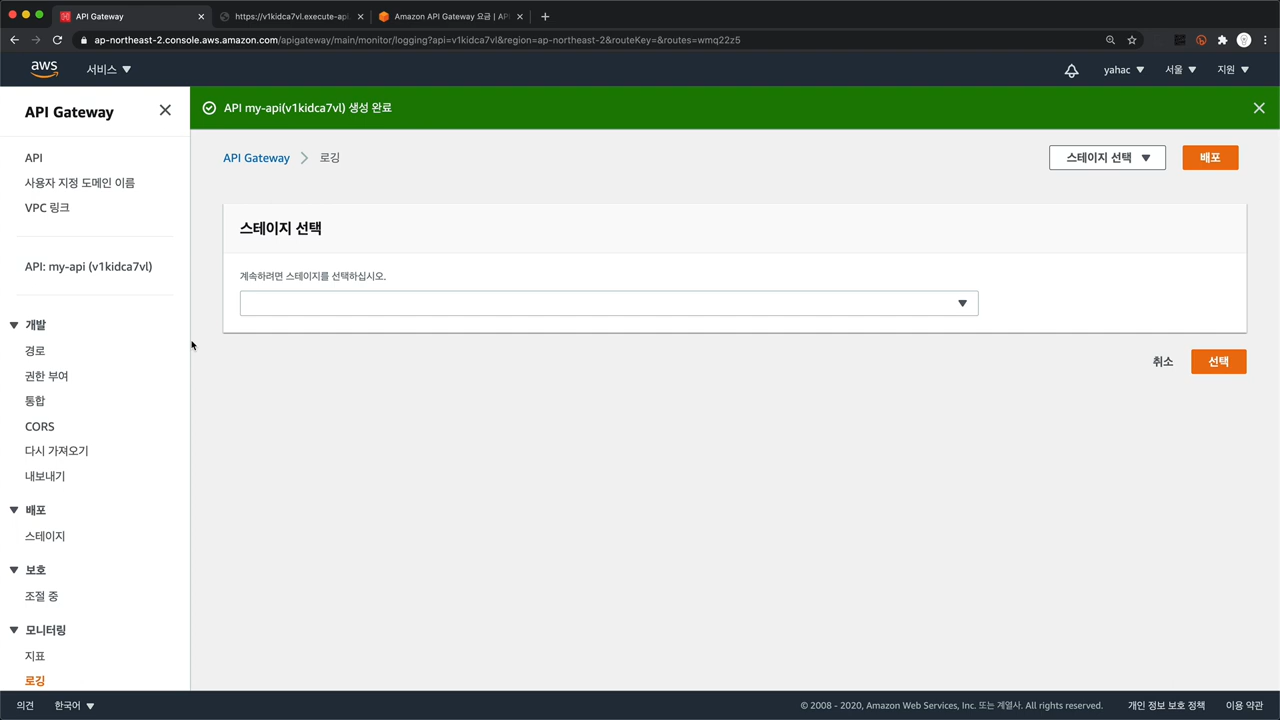 API Gateway
https://v1kidca7vl.execute-api
Amazon API Gateway 요금 | API
ap-northeast-2.console.aws.amazon.com/apigateway/main/monitor/logging?api=v1kidca7vl&region=ap-northeast-2&routeKey=&routes=wmq22z5
aws
서비스
yahac
서울
지원
API Gateway
API my-api(v1kidca7vl) 생성 완료
API
사용자 지정 도메인 이름
VPC 링크
API: my-api (v1kidca7vl)
개발
경로
권한 부여
통합
CORS
다시 가져오기
내보내기
배포
스테이지
보호
조절 중
모니터링
지표
로깅
API Gateway
로깅
스테이지 선택
배포
스테이지 선택
계속하려면 스테이지를 선택하십시오.
취소
선택
의견
한국어
© 2008 - 2020, Amazon Web Services, Inc. 또는 계열사. All rights reserved.
개인 정보 보호 정책
이용 약관